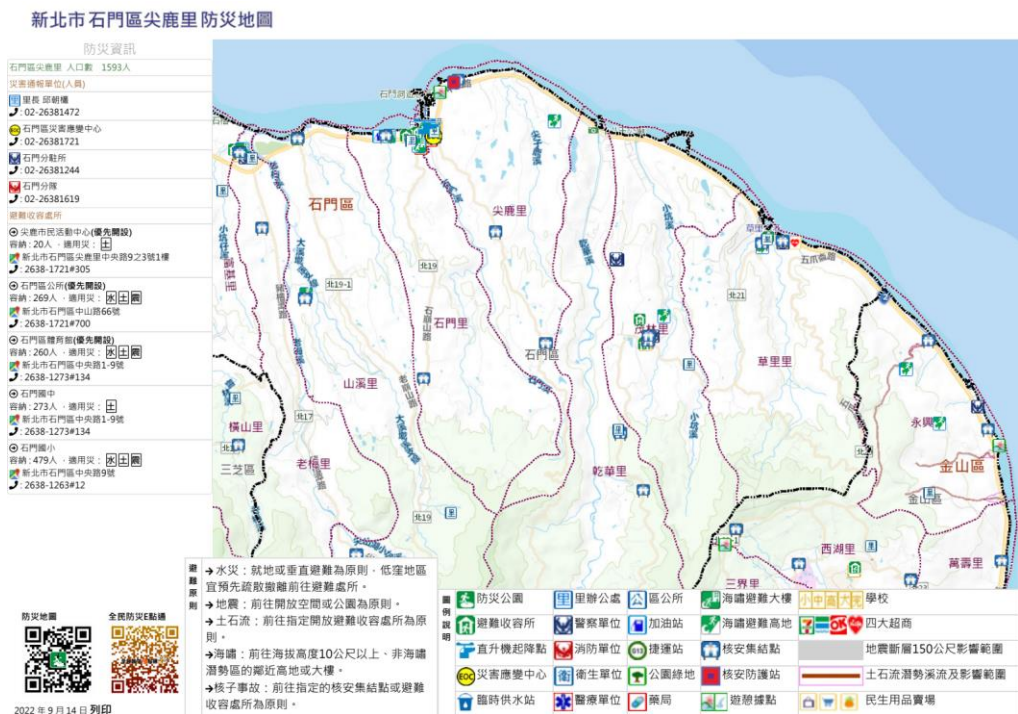 新北市石門區尖鹿里防災地圖
防災資訊
石門區尖鹿里 人口數 1593人
災害通報單位(人員)
里長 邱朝欉
: 02-26381472
石門區災害應變中心
: 02-26381721
石門分駐所
: 02-26381244
石門分隊
: 02-26381619
避難收容處所
尖鹿市民活動中心(優先開設)
容納 : 20人 , 適用災 : 土
新北市石門區尖鹿里中央路9之3號1樓
: 2638-1721#305
石門區公所(優先開設)
容納 : 269人 , 適用災 : 水 土 震
新北市石門區中山路66號
: 2638-1721#700
石門區體育館(優先開設)
容納 : 260人 , 適用災 : 水 土 震
新北市石門區中央路1-9號
: 2638-1273#134
石門國中
容納 : 273人 , 適用災 : 土
新北市石門區中央路1-9號
: 2638-1273#134
石門國小
容納 : 479人 , 適用災 : 水 土 震
新北市石門區中央路9號
: 2638-1263#12
防災地圖
全民防災E點通
2022 年 9 月 14 日 列印
石門區
尖鹿里
石門里
山溪里
老梅里
富基里
橫山里
三芝區
茂林里
草里里
乾華里
石門區
永興
金山區
金山區
西湖里
三界里
萬壽里
北19
北19-1
北21
北17
北19
小坑溪
小坑溪
石崩山路
避難原則
→水災：就地或垂直避難為原則，低窪地區
宜預先疏散撤離前往避難處所。
→地震：前往開放空間或公園為原則。
→土石流：前往指定開放避難收容處所為原
則。
→海嘯：前往海拔高度10公尺以上、非海嘯
潛勢區的鄰近高地或大樓。
→核子事故：前往指定的核安集結點或避難
收容處所為原則。
圖例說明
防災公園
里 里辦公處
公 區公所
海嘯避難大樓
小 中 高 大 學校
避難收容所
警察單位
加油站
海嘯避難高地
OK 四大超商
直升機起降點
消防單位
捷運站
核安集結點
地震斷層150公尺影響範圍
EOC 災害應變中心
衛 衛生單位
公園綠地
核安防護站
土石流潛勢溪流及影響範圍
臨時供水站
醫療單位
藥局
遊憩據點
民生用品賣場